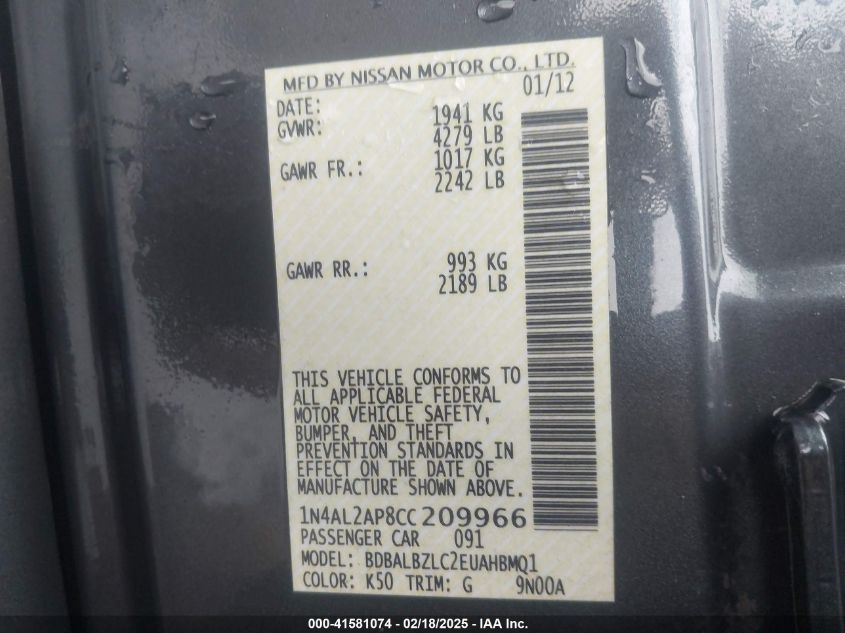 MFD BY NISSAN MOTOR CO., LTD.
DATE: 01/12
GVWR: 1941 KG
4279 LB
GAWR FR.: 1017 KG
2242 LB
GAWR RR.: 993 KG
2189 LB
THIS VEHICLE CONFORMS TO
ALL APPLICABLE FEDERAL
MOTOR VEHICLE SAFETY,
BUMPER, AND THEFT
PREVENTION STANDARDS IN
EFFECT ON THE DATE OF
MANUFACTURE SHOWN ABOVE.
1N4AL2AP8CC209966
PASSENGER CAR 091
MODEL: BDBALBZLC2EUAHBMQ1
COLOR: K50 TRIM: G 9N00A
000-41581074 - 02/18/2025 - IAA Inc.